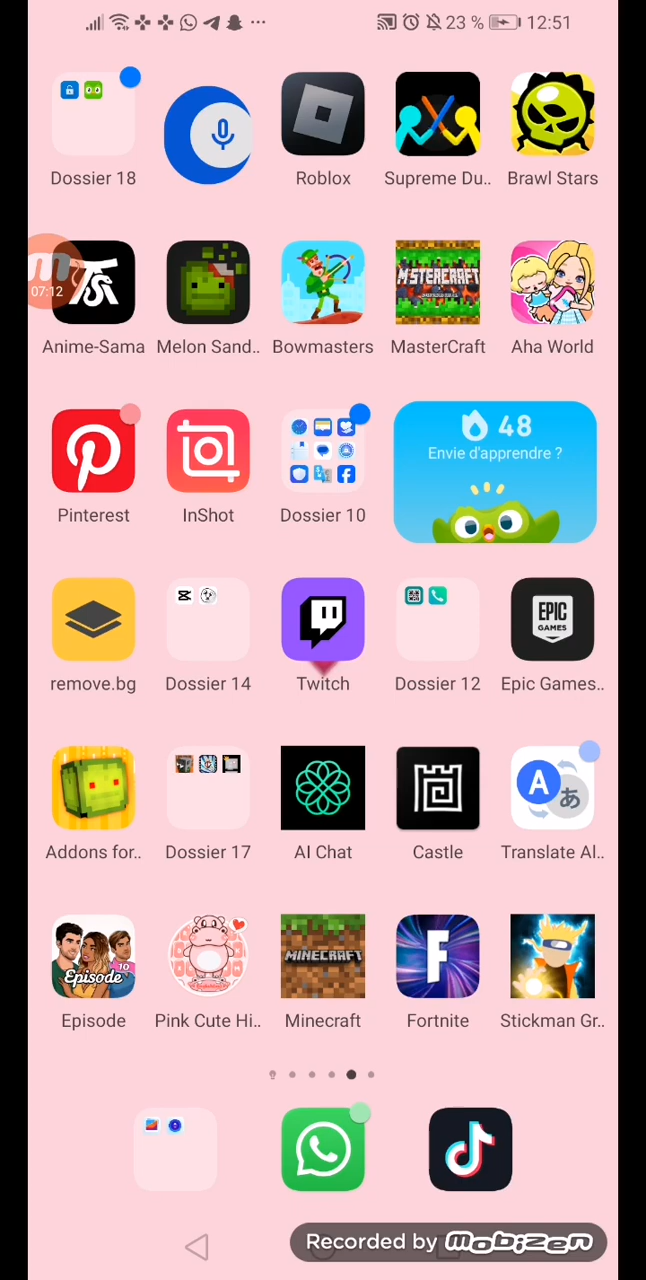 23 % 12:51
Dossier 18
Roblox
Supreme Du..
Brawl Stars
07:12
Anime-Sama
Melon Sand..
Bowmasters
MISTERCRAFT
MasterCraft
Aha World
48
Envie d'apprendre ?
Pinterest
InShot
Dossier 10
EPIC
GAMES
remove.bg
Dossier 14
Twitch
Dossier 12
Epic Games..
A
あ
Addons for..
Dossier 17
AI Chat
Castle
Translate Al..
Episode
10
MINECRAFT
F
Episode
Pink Cute Hi..
Minecraft
Fortnite
Stickman Gr..
Recorded by mobizen